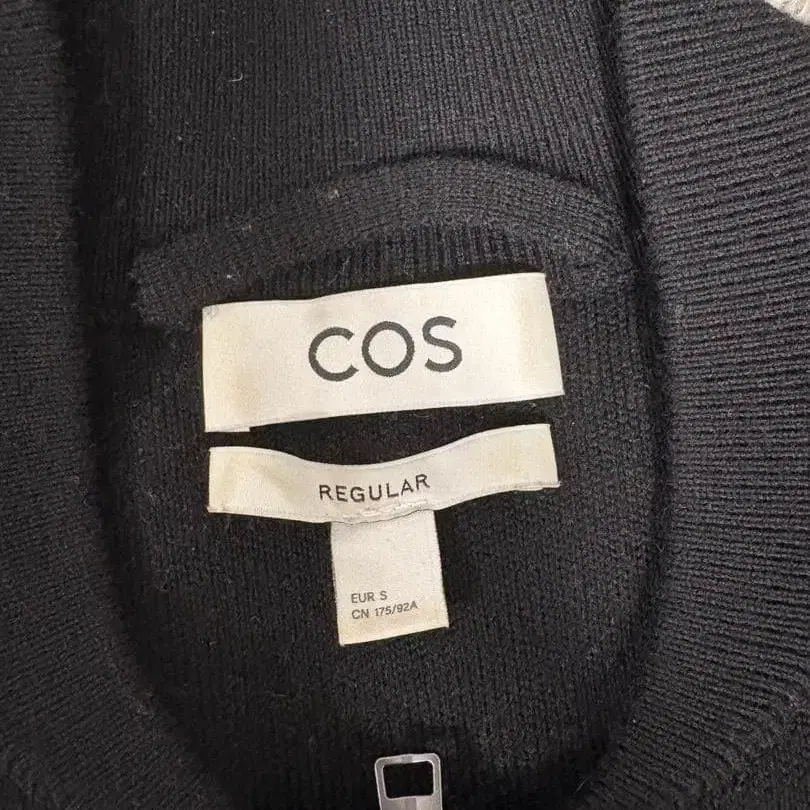 COS
REGULAR
EUR S
CN 175/92A